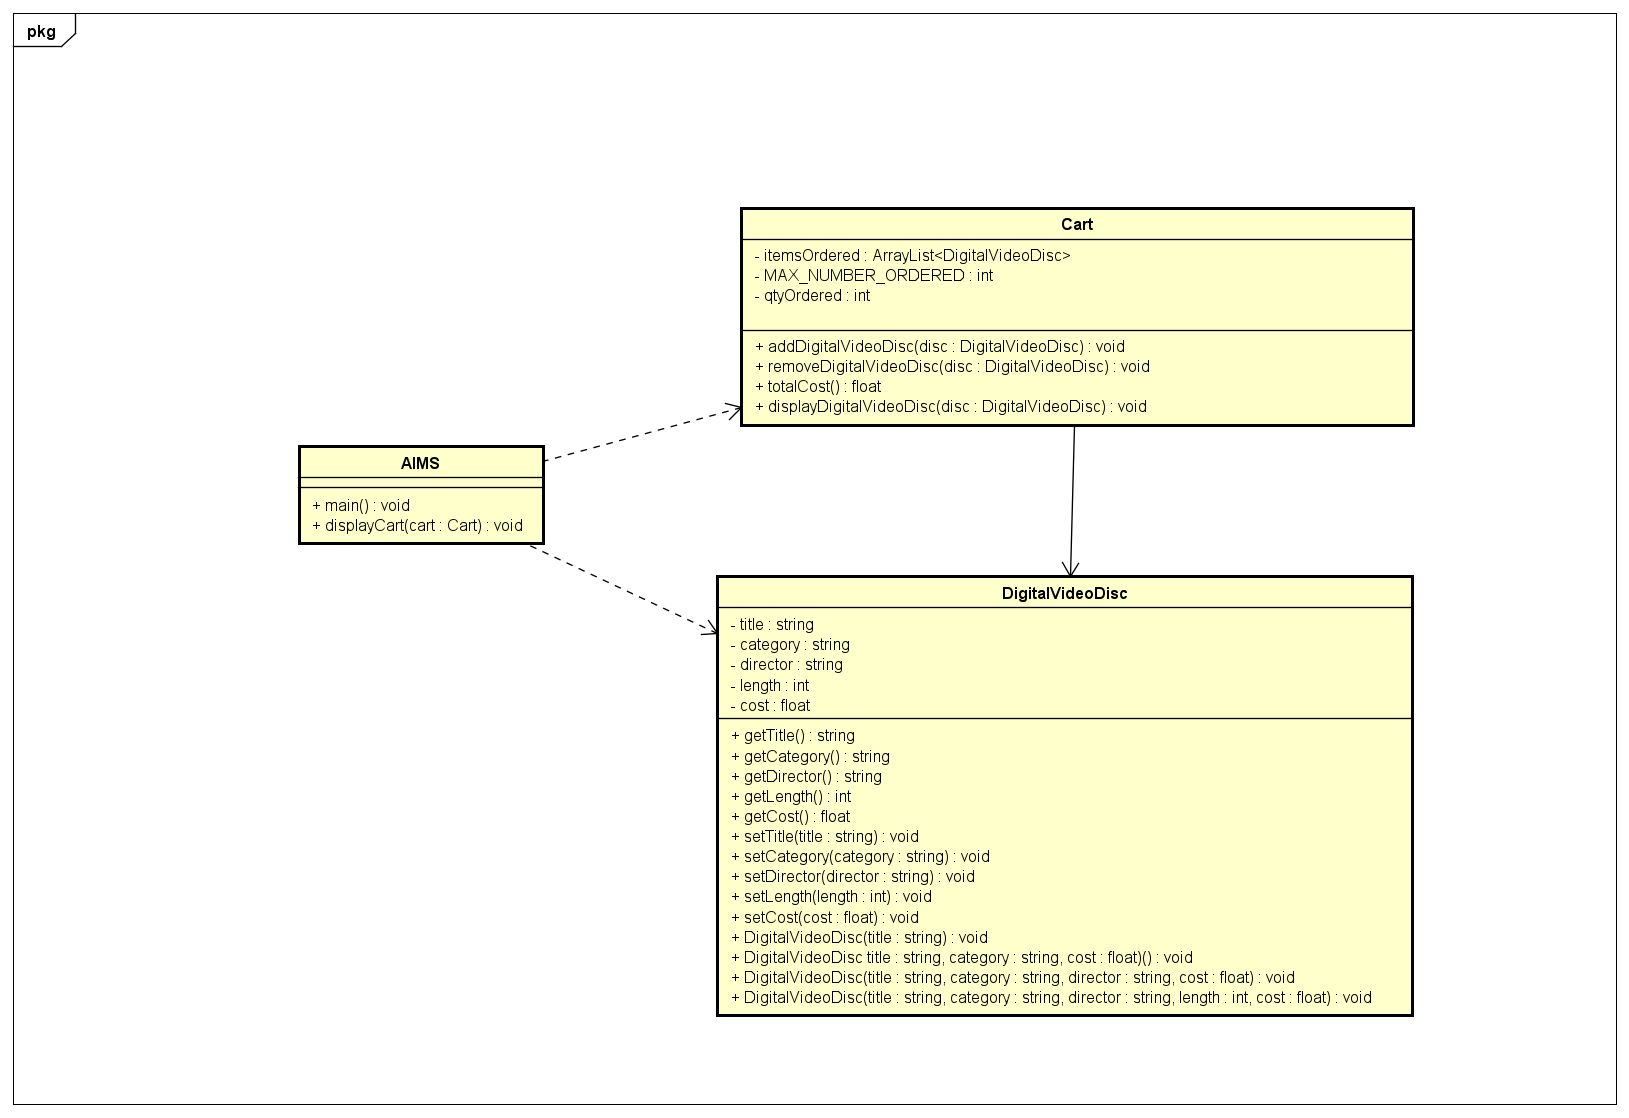 pkg
Cart
- itemsOrdered : ArrayList<DigitalVideoDisc>
- MAX_NUMBER_ORDERED : int
- qtyOrdered : int
+ addDigitalVideoDisc(disc : DigitalVideoDisc) : void
+ removeDigitalVideoDisc(disc : DigitalVideoDisc) : void
+ totalCost() : float
+ displayDigitalVideoDisc(disc : DigitalVideoDisc) : void
AIMS
+ main() : void
+ displayCart(cart : Cart) : void
DigitalVideoDisc
- title : string
- category : string
- director : string
- length : int
- cost : float
+ getTitle() : string
+ getCategory() : string
+ getDirector() : string
+ getLength() : int
+ getCost() : float
+ setTitle(title : string) : void
+ setCategory(category : string) : void
+ setDirector(director : string) : void
+ setLength(length : int) : void
+ setCost(cost : float) : void
+ DigitalVideoDisc(title : string) : void
+ DigitalVideoDisc title : string, category : string, cost : float)() : void
+ DigitalVideoDisc(title : string, category : string, director : string, cost : float) : void
+ DigitalVideoDisc(title : string, category : string, director : string, length : int, cost : float) : void